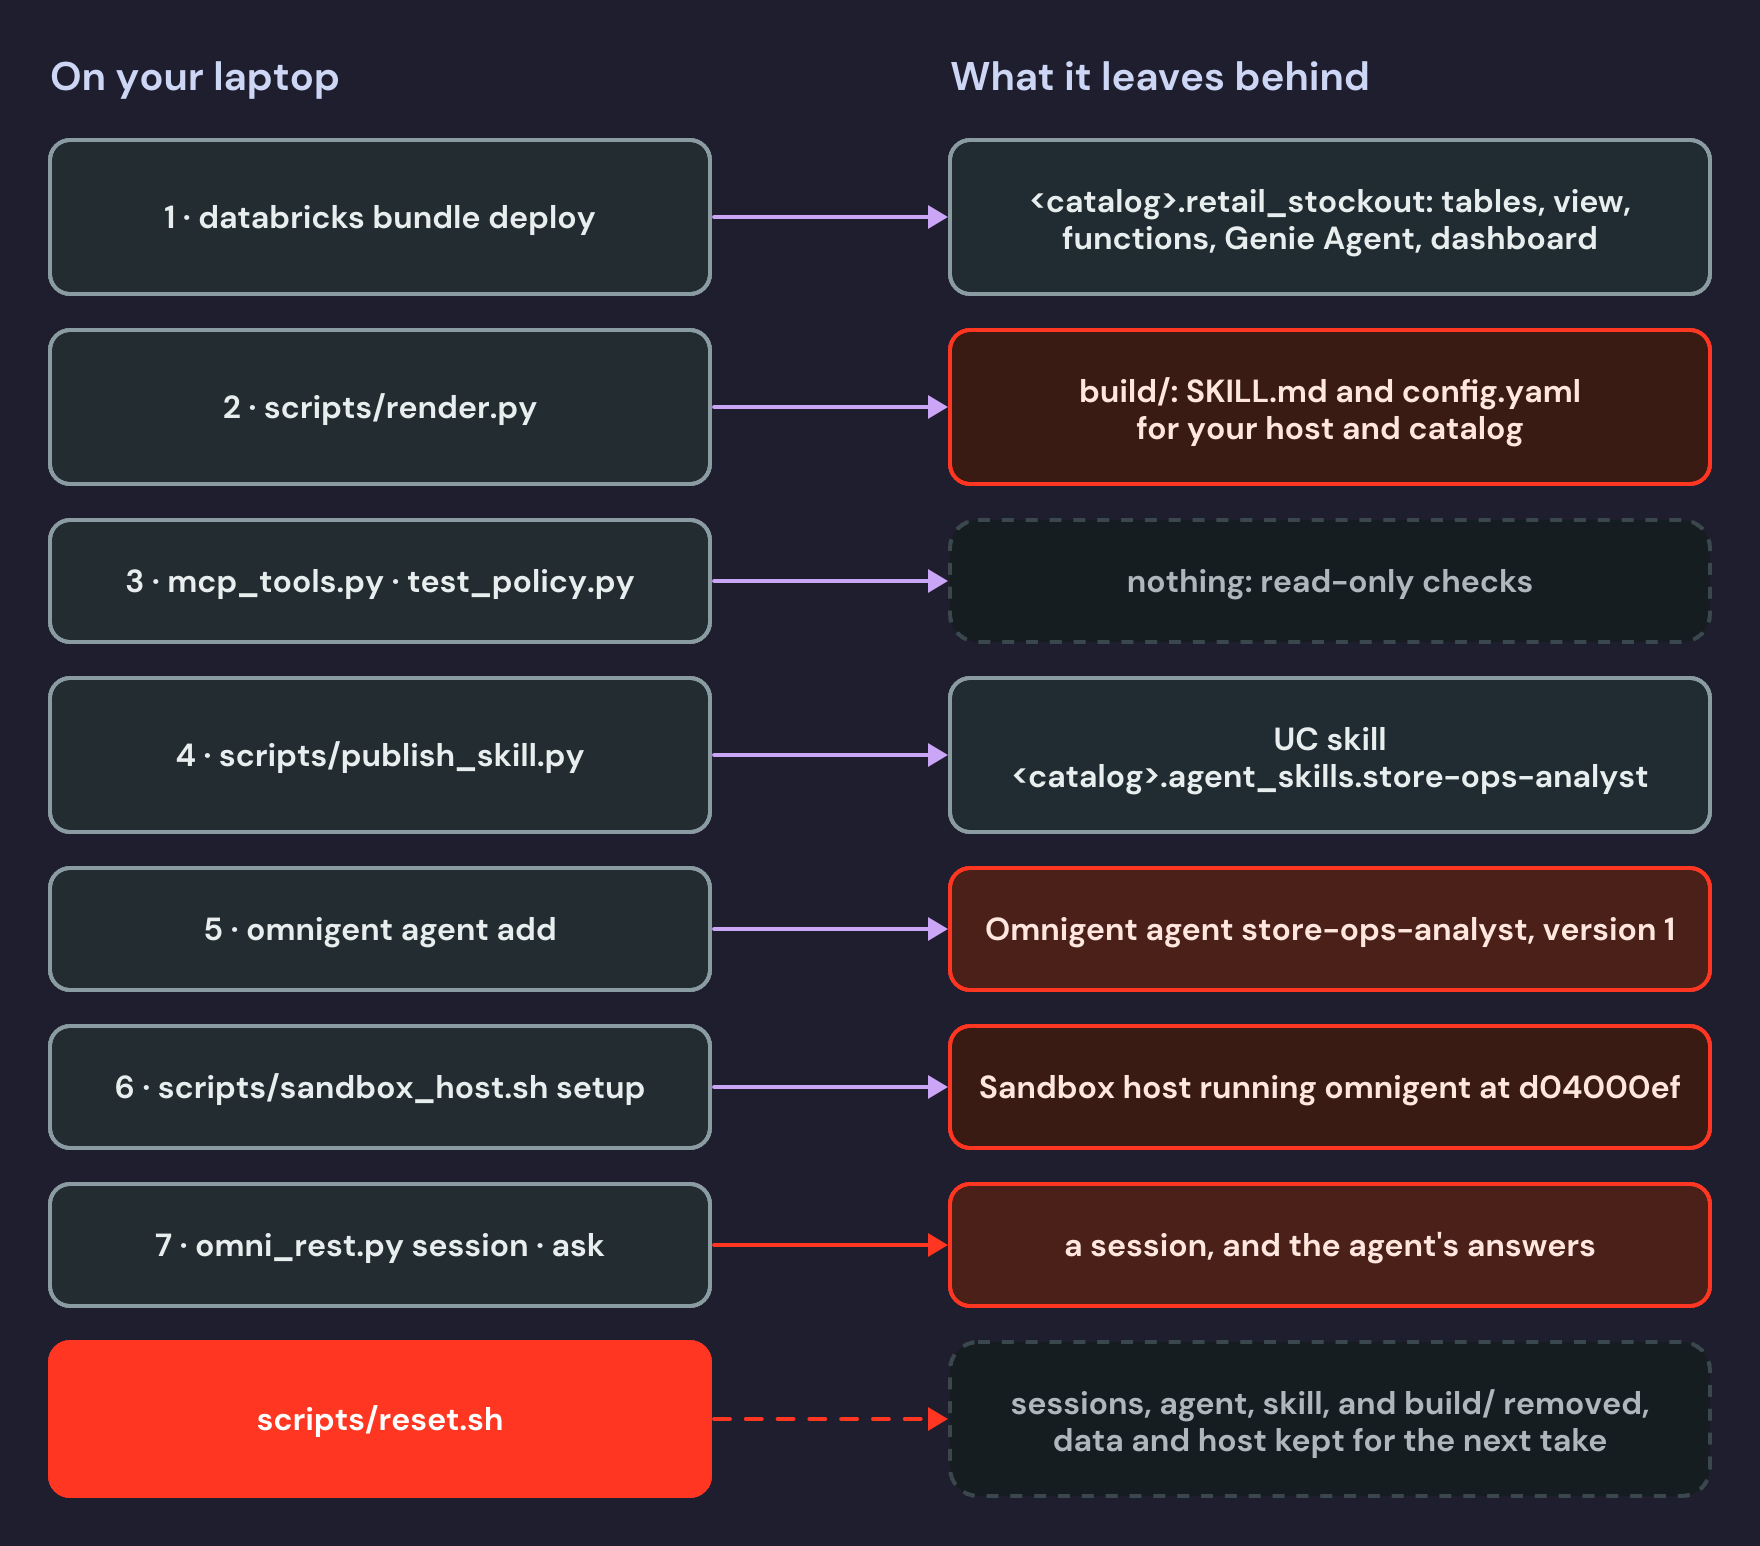 On your laptop
What it leaves behind
1 · databricks bundle deploy
<catalog>.retail_stockout: tables, view,
functions, Genie Agent, dashboard
2 · scripts/render.py
build/: SKILL.md and config.yaml
for your host and catalog
3 · mcp_tools.py · test_policy.py
nothing: read-only checks
4 · scripts/publish_skill.py
UC skill
<catalog>.agent_skills.store-ops-analyst
5 · omnigent agent add
Omnigent agent store-ops-analyst, version 1
6 · scripts/sandbox_host.sh setup
Sandbox host running omnigent at d04000ef
7 · omni_rest.py session · ask
a session, and the agent's answers
scripts/reset.sh
sessions, agent, skill, and build/ removed,
data and host kept for the next take